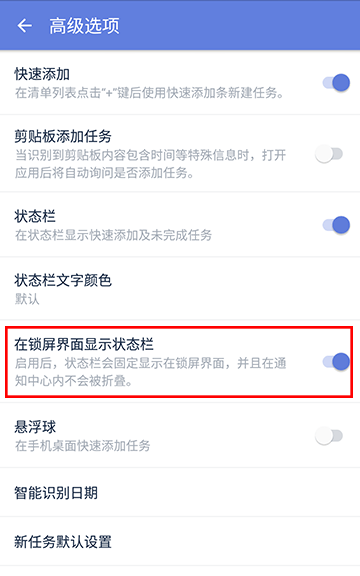 高级选项
快速添加
在清单列表点击“+”键后使用快速添加条新建任务。
剪贴板添加任务
当识别到剪贴板内容包含时间等特殊信息时，打开
应用后将自动询问是否添加任务。
状态栏
在状态栏显示快速添加及未完成任务
状态栏文字颜色
默认
在锁屏界面显示状态栏
启用后，状态栏会固定显示在锁屏界面，并且在通
知中心内不会被折叠。
悬浮球
在手机桌面快速添加任务
智能识别日期
新任务默认设置